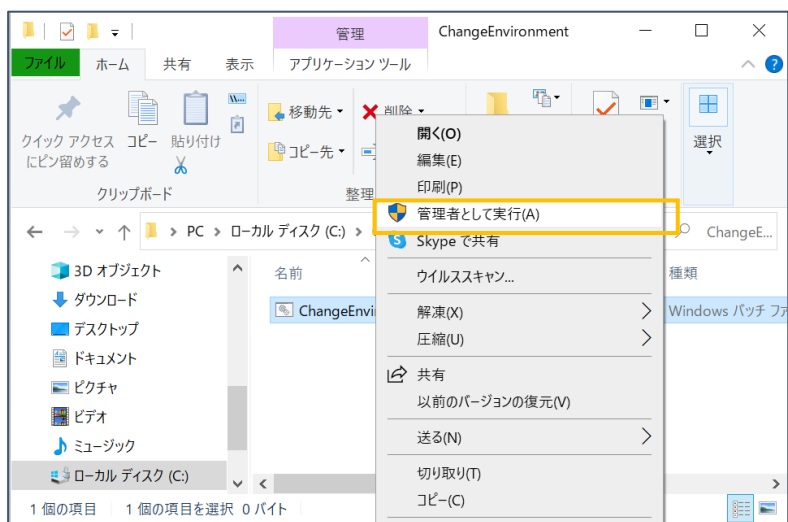 管理
ChangeEnvironment
ファイル
ホーム
共有
表示
アプリケーション ツール
クイック アクセス
にピン留めする
コピー
貼り付け
クリップボード
移動先
コピー先
削除
整理
選択
PC
ローカル ディスク (C:)
ChangeE...
3D オブジェクト
ダウンロード
デスクトップ
ドキュメント
ピクチャ
ビデオ
ミュージック
ローカル ディスク (C:)
名前
種類
ChangeEnvi
Windows バッチ ファ
開く(O)
編集(E)
印刷(P)
管理者として実行(A)
Skype で共有
ウイルススキャン...
解凍(X)
圧縮(U)
共有
以前のバージョンの復元(V)
送る(N)
切り取り(T)
コピー(C)
1 個の項目
1 個の項目を選択 0 バイト